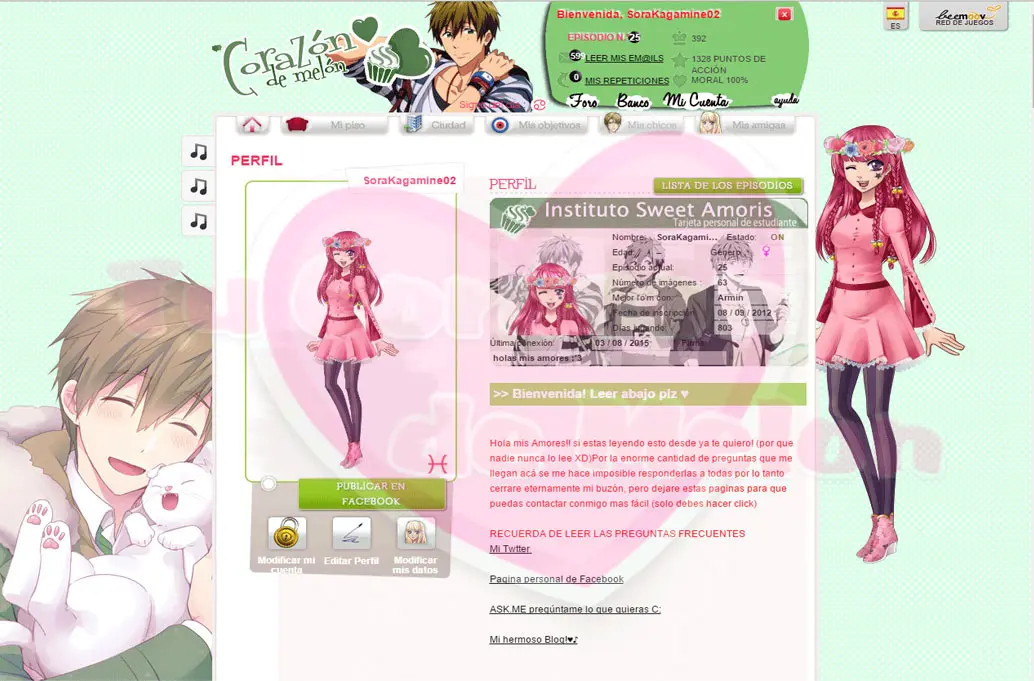 Corazón
de melón
Bienvenida, SoraKagamine02
EPISODIO N.º 25
392
599 LEER MIS EM@ILS
1328 PUNTOS DE
ACCIÓN
0 MIS REPETICIONES
MORAL 100%
Foro Banco Mi Cuenta ayuda
ES
beemoov
RED DE JUEGOS
Mi piso Ciudad Mis objetivos Mis chicos Mis amigas
PERFIL
SoraKagamine02
PUBLICAR EN
FACEBOOK
Modificar mi
cuenta
Editar Perfil
Modificar
mis datos
PERFIL
LISTA DE LOS EPISODIOS
Instituto Sweet Amoris
Tarjeta personal de estudiante
Nombre: SoraKagami... Estado: ON
Edad: Género:
Episodio actual: 25
Número de imágenes : 63
Mejor lo'm con: Armin
Fecha de inscripción 08 / 09 / 2012
Días jugando 803
Última conexión: 03 / 08 / 2015 Firma:
holas mis amores :'3
>> Bienvenida! Leer abajo plz ♥
Hola mis Amores!! si estas leyendo esto desde ya te quiero! (por que
nadie nunca lo lee XD)Por la enorme cantidad de preguntas que me
llegan acá se me hace imposible responderlas a todas por lo tanto
cerrare eternamente mi buzón, pero dejare estas paginas para que
puedas contactar conmigo mas fácil (solo debes hacer click)
RECUERDA DE LEER LAS PREGUNTAS FRECUENTES
Mi Twtter
Pagina personal de Facebook
ASK.ME pregúntame lo que quieras C:
Mi hermoso Blog!♥♪